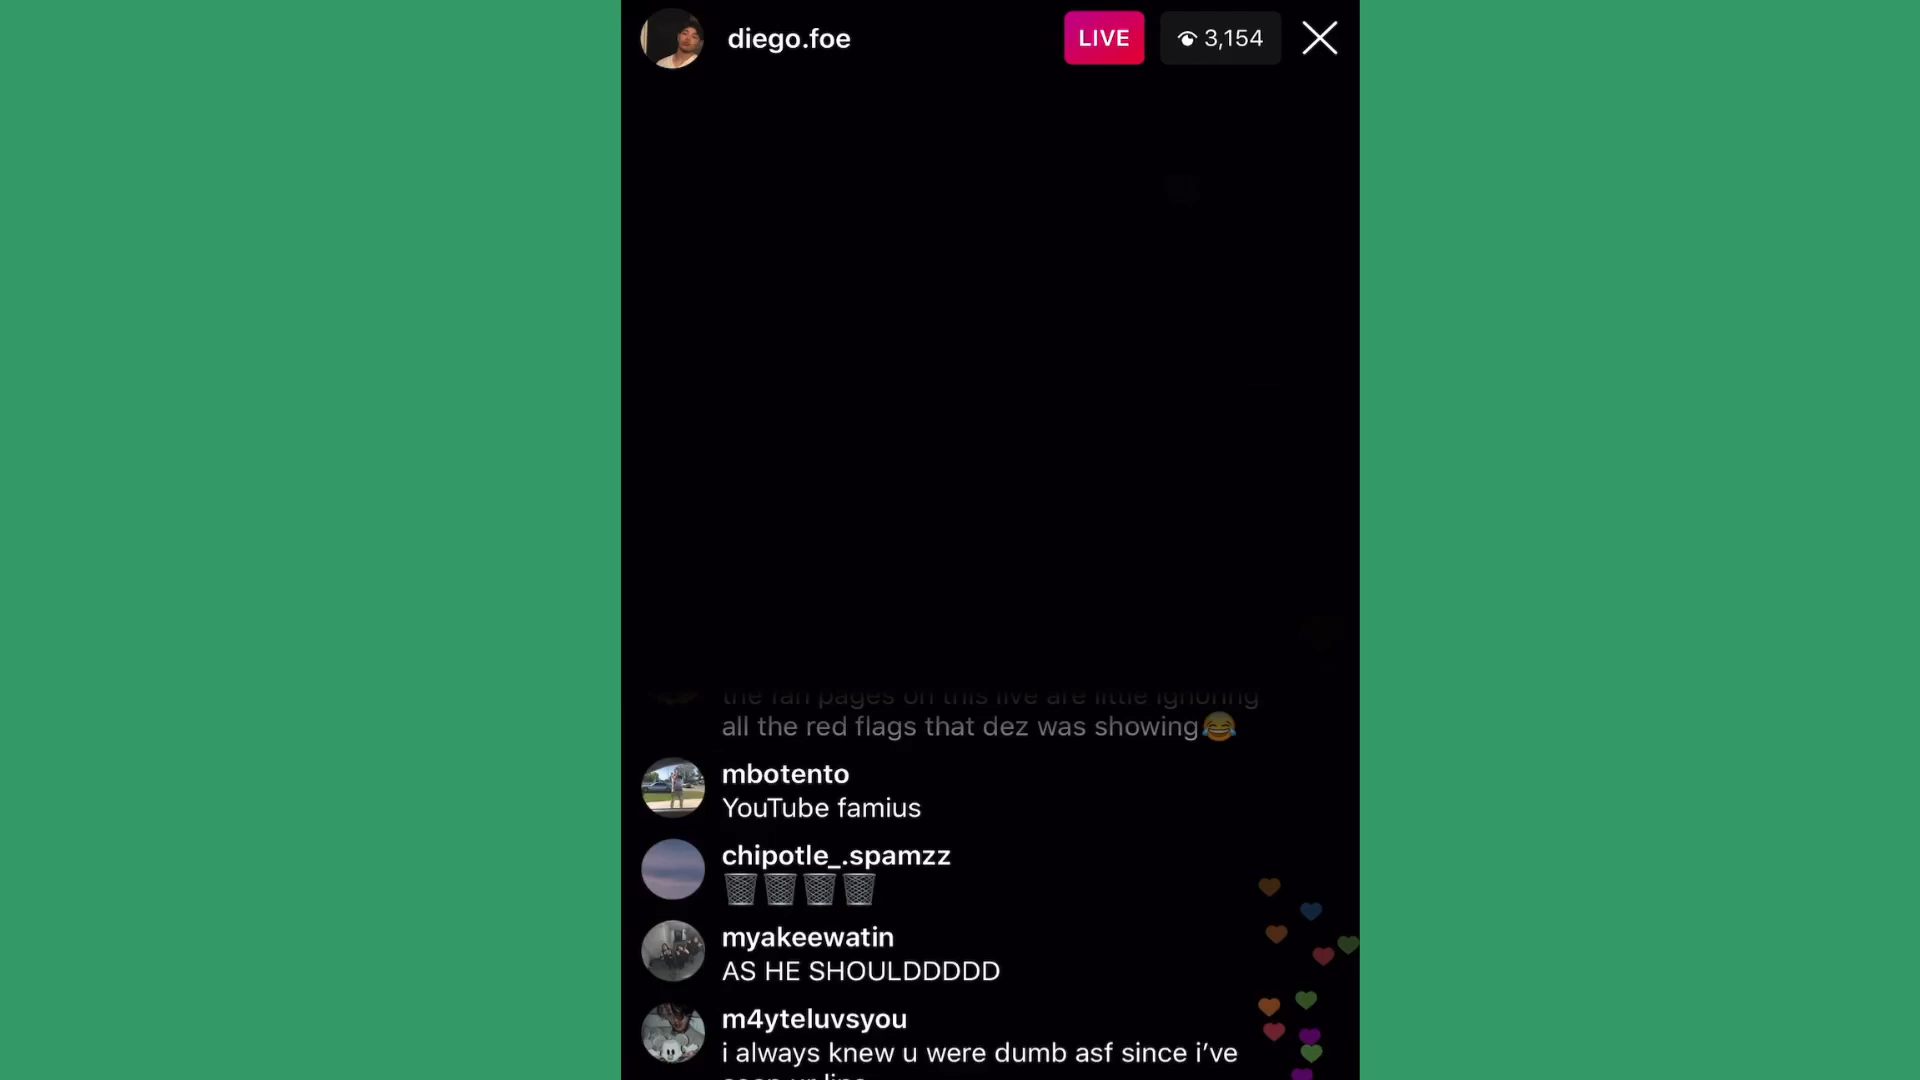 diego.foe
LIVE
3,154
the fan pages on this live are little ignoring
all the red flags that dez was showing😂
mbotento
YouTube famius
chipotle_.spamzz
🗑🗑🗑🗑
myakeewatin
AS HE SHOULDDDDD
m4yteluvsyou
i always knew u were dumb asf since i’ve